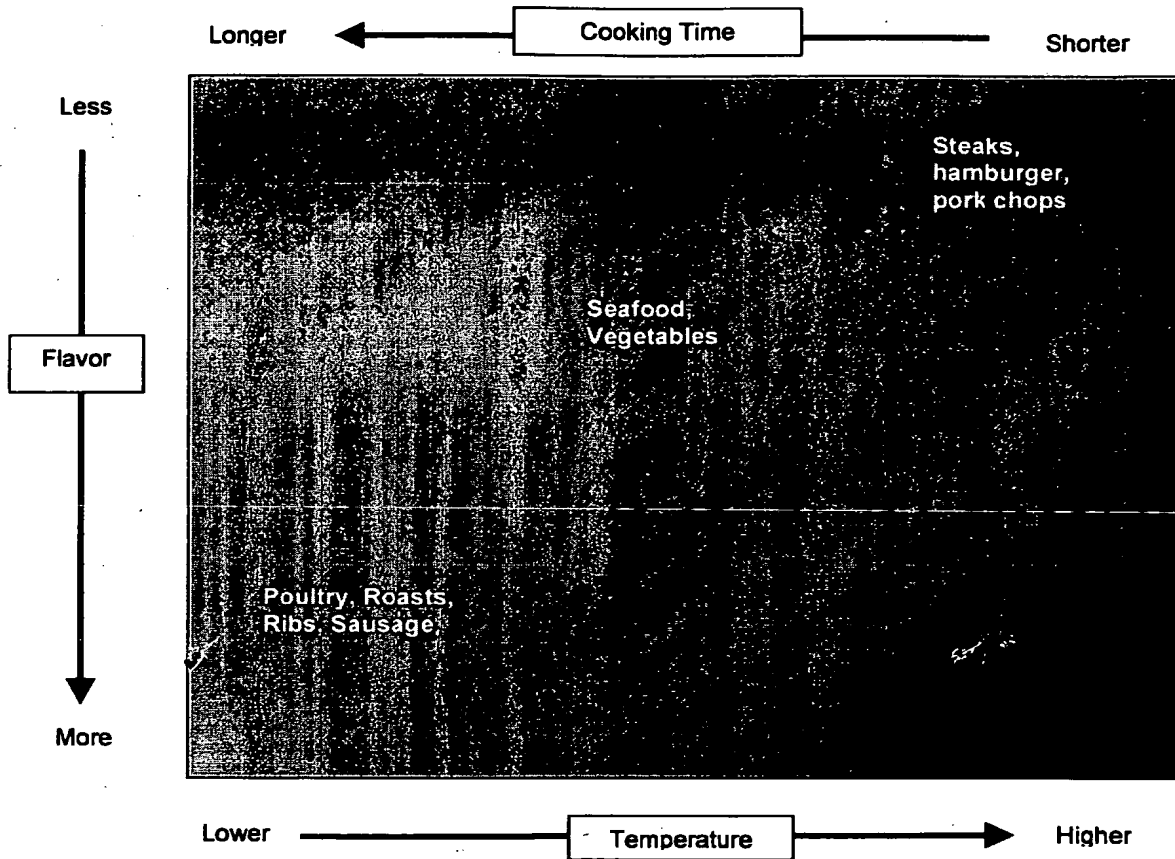 Longer
Cooking Time
Shorter
Less
Steaks,
hamburger,
pork chops
Seafood,
Vegetables
Flavor
Poultry, Roasts,
Ribs, Sausage,
More
Lower
Temperature
Higher